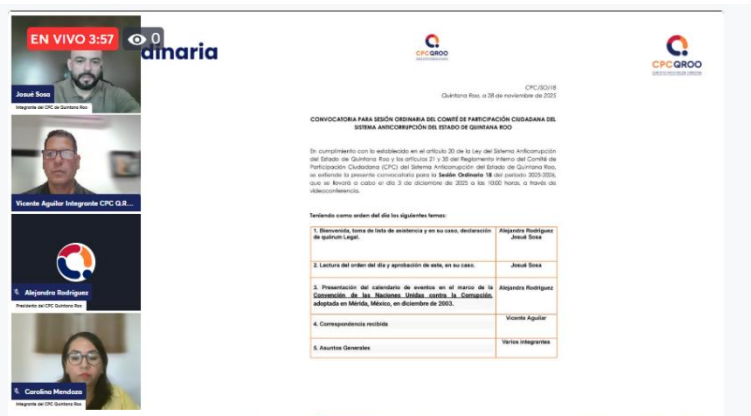 EN VIVO 3:57 0
dinaria
Josué Sosa
Integrante del CPC de Quintana Roo
Vicente Aguilar Integrante CPC Q.R...
Alejandra Rodríguez
Presidenta del CPC Quintana Roo
Carolina Mendoza
Integrante del CPC Quintana Roo
CPCQROO
CPCQROO
CPC/SO/18
Quintana Roo, a 28 de noviembre de 2025
CONVOCATORIA PARA SESIÓN ORDINARIA DEL COMITÉ DE PARTICIPACIÓN CIUDADANA DEL
SISTEMA ANTICORRUPCIÓN DEL ESTADO DE QUINTANA ROO
En cumplimiento con lo establecido en el artículo 20 de la Ley del Sistema Anticorrupción
del Estado de Quintana Roo y los artículos 21 y 35 del Reglamento Interno del Comité de
Participación Ciudadana (CPC) del Sistema Anticorrupción del Estado de Quintana Roo,
se extiende la presente convocatoria para la Sesión Ordinaria 18 del periodo 2025-2026,
que se llevará a cabo el día 3 de diciembre de 2025 a las 10:00 horas, a través de
videoconferencia.
Teniendo como orden del día los siguientes temas:
1. Bienvenida, toma de lista de asistencia y en su caso, declaración
de quórum Legal.
Alejandra Rodríguez
Josué Sosa
2. Lectura del orden del día y aprobación de este, en su caso.
Josué Sosa
3. Presentación del calendario de eventos en el marco de la
Convención de las Naciones Unidas contra la Corrupción,
adoptada en Mérida, México, en diciembre de 2003.
Alejandra Rodríguez
4. Correspondencia recibida
Vicente Aguilar
5. Asuntos Generales
Varios integrantes